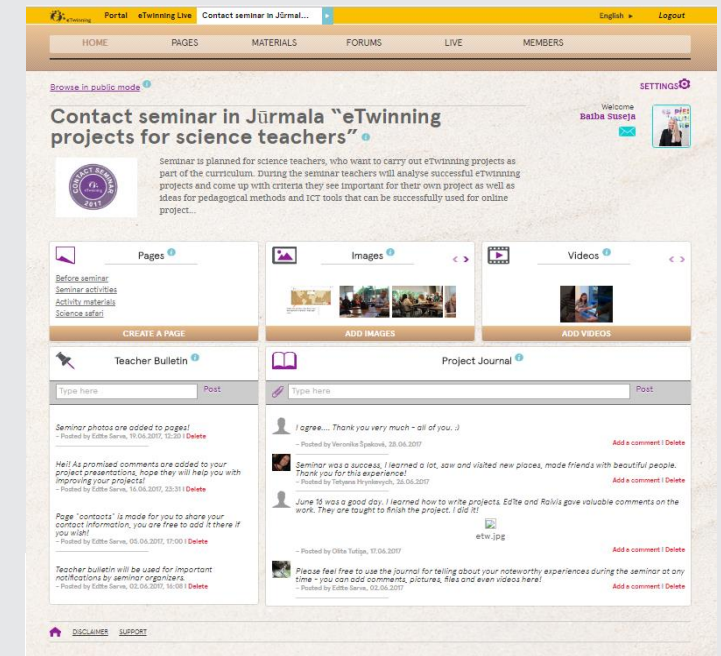 eTwinning Portal eTwinning Live Contact seminar in Jūrmal... English Logout
HOME PAGES MATERIALS FORUMS LIVE MEMBERS
Browse in public mode
SETTINGS
Welcome
Baiba Suseja
Contact seminar in Jūrmala "eTwinning
projects for science teachers"
CONTACT SEMINAR
eTwinning
2017
Seminar is planned for science teachers, who want to carry out eTwinning projects as
part of the curriculum. During the seminar teachers will analyse successful eTwinning
projects and come up with criteria they see important for their own project as well as
ideas for pedagogical methods and ICT tools that can be successfully used for online
project...
Pages
Before seminar
Seminar activities
Activity materials
Science safari
CREATE A PAGE
Images
ADD IMAGES
Videos
ADD VIDEOS
Teacher Bulletin
Type here Post
Seminar photos are added to pages!
– Posted by Edīte Sarva, 19.06.2017, 12:20 | Delete
Hei! As promised comments are added to your
project presentations, hope they will help you with
improving your projects!
– Posted by Edīte Sarva, 16.06.2017, 23:31 | Delete
Page "contacts" is made for you to share your
contact information, you are free to add it there if
you wish!
– Posted by Edīte Sarva, 05.06.2017, 17:00 | Delete
Teacher bulletin will be used for important
notifications by seminar organizers.
– Posted by Edīte Sarva, 02.06.2017, 16:08 | Delete
Project Journal
Type here Post
I agree.... Thank you very much - all of you. :)
– Posted by Veronika Špaková, 28.06.2017 Add a comment | Delete
Seminar was a success, I learned a lot, saw and visited new places, made friends with beautiful people.
Thank you for this experience!
– Posted by Tetyana Hrynkevych, 26.06.2017 Add a comment | Delete
June 16 was a good day. I learned how to write projects. Edīte and Raivis gave valuable comments on the
work. They are taught to finish the project. I did it!
etw.jpg
– Posted by Olita Tutiņa, 17.06.2017 Add a comment | Delete
Please feel free to use the journal for telling about your noteworthy experiences during the seminar at any
time - you can add comments, pictures, files and even videos here!
– Posted by Edīte Sarva, 02.06.2017 Add a comment | Delete
DISCLAIMER SUPPORT